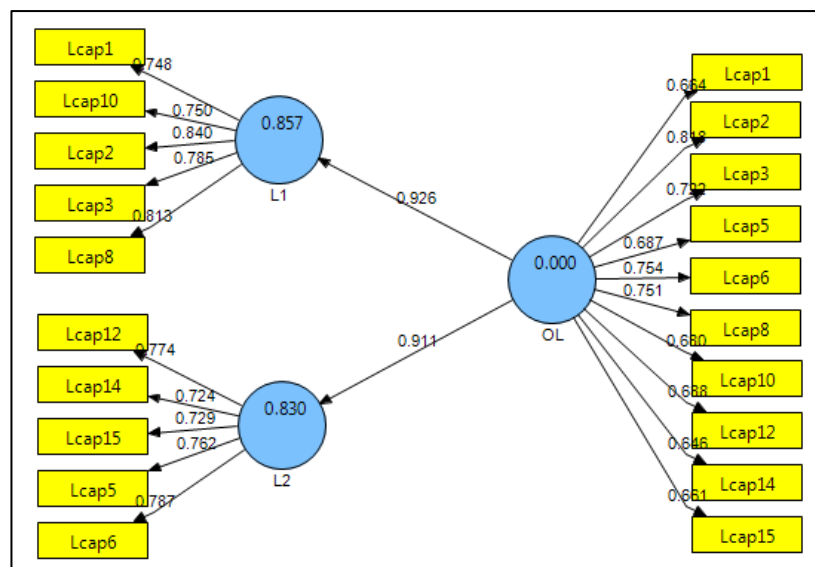 Lcap1
0.748
Lcap10
0.750
0.840
Lcap2
0.785
Lcap3
0.813
Lcap8
0.857
L1
0.926
Lcap12
0.774
Lcap14
0.724
0.729
Lcap15
0.762
Lcap5
0.787
Lcap6
0.830
L2
0.911
0.000
OL
0.664
Lcap1
0.818
Lcap2
0.722
Lcap3
0.687
Lcap5
0.754
Lcap6
0.751
Lcap8
0.680
Lcap10
0.688
Lcap12
0.646
Lcap14
0.661
Lcap15